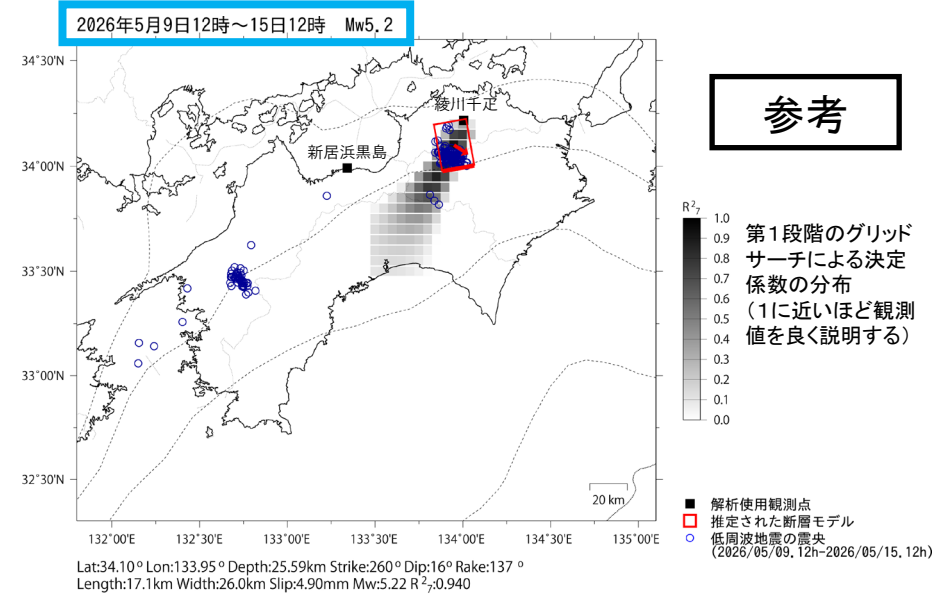 2026年5月9日12時～15日12時　Mw5.2
参考
34°30'N
34°00'N
33°30'N
33°00'N
32°30'N
132°00'E
132°30'E
133°00'E
133°30'E
134°00'E
134°30'E
135°00'E
綾川千疋
新居浜黒島
20 km
R²₇
1.0
0.9
0.8
0.7
0.6
0.5
0.4
0.3
0.2
0.1
0.0
第１段階のグリッド
サーチによる決定
係数の分布
（１に近いほど観測
値を良く説明する）
解析使用観測点
推定された断層モデル
低周波地震の震央
(2026/05/09.12h-2026/05/15.12h)
Lat:34.10° Lon:133.95° Depth:25.59km Strike:260° Dip:16° Rake:137°
Length:17.1km Width:26.0km Slip:4.90mm Mw:5.22 R²₇:0.940